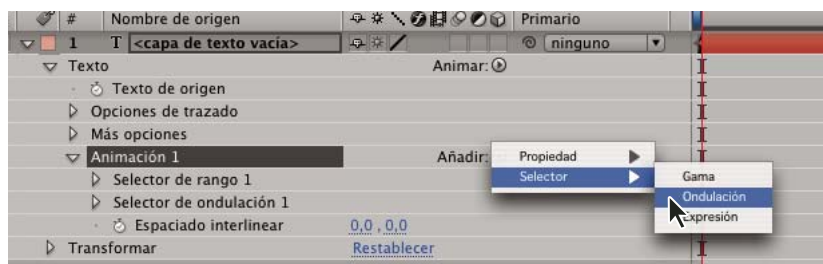 # Nombre de origen Primario
1 T <capa de texto vacía> ninguno
Texto Animar:
Texto de origen
Opciones de trazado
Más opciones
Animación 1 Añadir: Propiedad
Selector de rango 1 Selector Gama
Selector de ondulación 1 Ondulación
Espaciado interlinear 0,0 , 0,0 Expresión
Transformar Restablecer